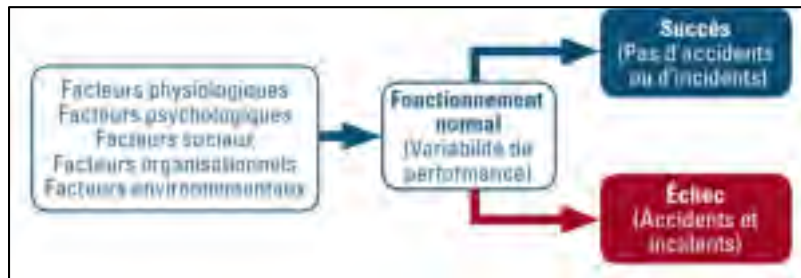 Facteurs physiologiques
Facteurs psychologiques
Facteurs sociaux
Facteurs organisationnels
Facteurs environnementaux
Fonctionnement
normal
(Variabilité de
performance)
Succès
(Pas d'accidents
ou d'incidents)
Échec
(Accidents et
incidents)